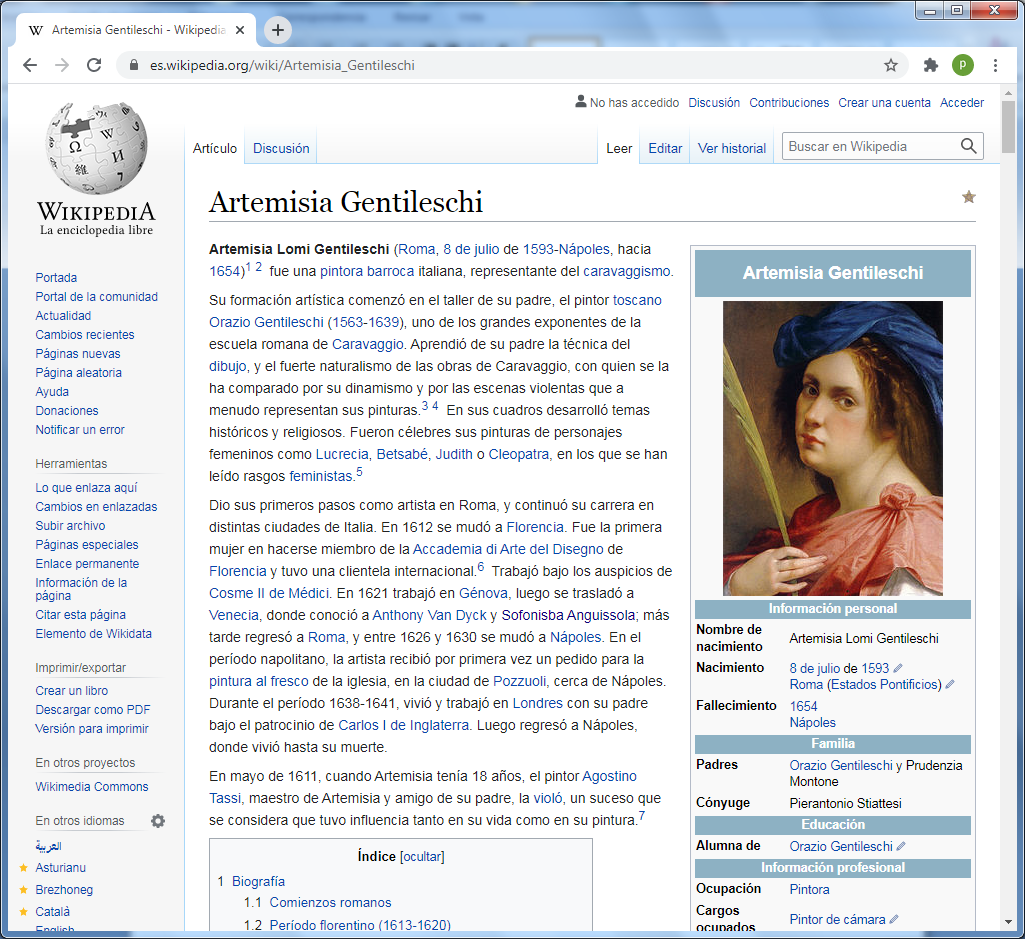 Artemisia Gentileschi - Wikipedia
es.wikipedia.org/wiki/Artemisia_Gentileschi
P
No has accedido Discusión Contribuciones Crear una cuenta Acceder
Artículo Discusión Leer Editar Ver historial Buscar en Wikipedia
WIKIPEDIA
La enciclopedia libre
Portada
Portal de la comunidad
Actualidad
Cambios recientes
Páginas nuevas
Página aleatoria
Ayuda
Donaciones
Notificar un error
Herramientas
Lo que enlaza aquí
Cambios en enlazadas
Subir archivo
Páginas especiales
Enlace permanente
Información de la
página
Citar esta página
Elemento de Wikidata
Imprimir/exportar
Crear un libro
Descargar como PDF
Versión para imprimir
En otros proyectos
Wikimedia Commons
En otros idiomas
العربية
Asturianu
Brezhoneg
Català
English
Artemisia Gentileschi
Artemisia Lomi Gentileschi (Roma, 8 de julio de 1593-Nápoles, hacia
1654)1 2 fue una pintora barroca italiana, representante del caravaggismo.
Su formación artística comenzó en el taller de su padre, el pintor toscano
Orazio Gentileschi (1563-1639), uno de los grandes exponentes de la
escuela romana de Caravaggio. Aprendió de su padre la técnica del
dibujo, y el fuerte naturalismo de las obras de Caravaggio, con quien se la
ha comparado por su dinamismo y por las escenas violentas que a
menudo representan sus pinturas.3 4 En sus cuadros desarrolló temas
históricos y religiosos. Fueron célebres sus pinturas de personajes
femeninos como Lucrecia, Betsabé, Judith o Cleopatra, en los que se han
leído rasgos feministas.5
Dio sus primeros pasos como artista en Roma, y continuó su carrera en
distintas ciudades de Italia. En 1612 se mudó a Florencia. Fue la primera
mujer en hacerse miembro de la Accademia di Arte del Disegno de
Florencia y tuvo una clientela internacional.6 Trabajó bajo los auspicios de
Cosme II de Médici. En 1621 trabajó en Génova, luego se trasladó a
Venecia, donde conoció a Anthony Van Dyck y Sofonisba Anguissola; más
tarde regresó a Roma, y entre 1626 y 1630 se mudó a Nápoles. En el
período napolitano, la artista recibió por primera vez un pedido para la
pintura al fresco de la iglesia, en la ciudad de Pozzuoli, cerca de Nápoles.
Durante el período 1638-1641, vivió y trabajó en Londres con su padre
bajo el patrocinio de Carlos I de Inglaterra. Luego regresó a Nápoles,
donde vivió hasta su muerte.
En mayo de 1611, cuando Artemisia tenía 18 años, el pintor Agostino
Tassi, maestro de Artemisia y amigo de su padre, la violó, un suceso que
se considera que tuvo influencia tanto en su vida como en su pintura.7
Índice [ocultar]
1 Biografía
1.1 Comienzos romanos
1.2 Período florentino (1613-1620)
Artemisia Gentileschi
Información personal
Nombre de
nacimiento Artemisia Lomi Gentileschi
Nacimiento 8 de julio de 1593
Roma (Estados Pontificios)
Fallecimiento 1654
Nápoles
Familia
Padres Orazio Gentileschi y Prudenzia
Montone
Cónyuge Pierantonio Stiattesi
Educación
Alumna de Orazio Gentileschi
Información profesional
Ocupación Pintora
Cargos
ocupados Pintor de cámara